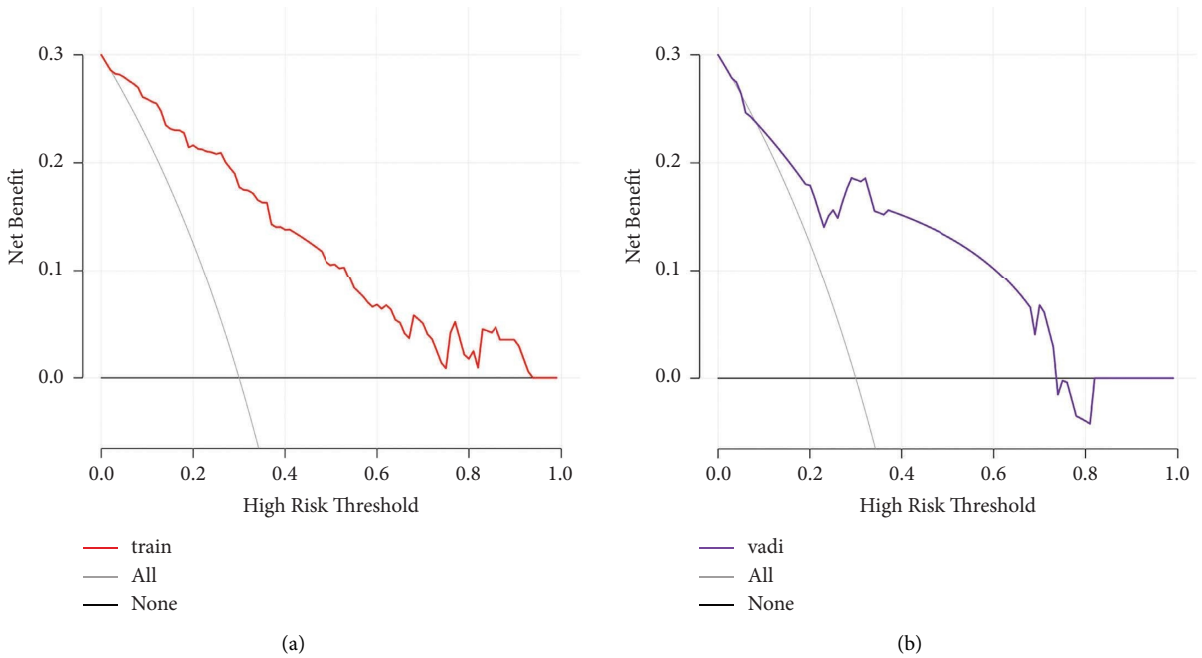 0.3
0.2
0.1
0.0
Net Benefit
0.0 0.2 0.4 0.6 0.8 1.0
High Risk Threshold
train
All
None
(a)
0.3
0.2
0.1
0.0
Net Benefit
0.0 0.2 0.4 0.6 0.8 1.0
High Risk Threshold
vadi
All
None
(b)